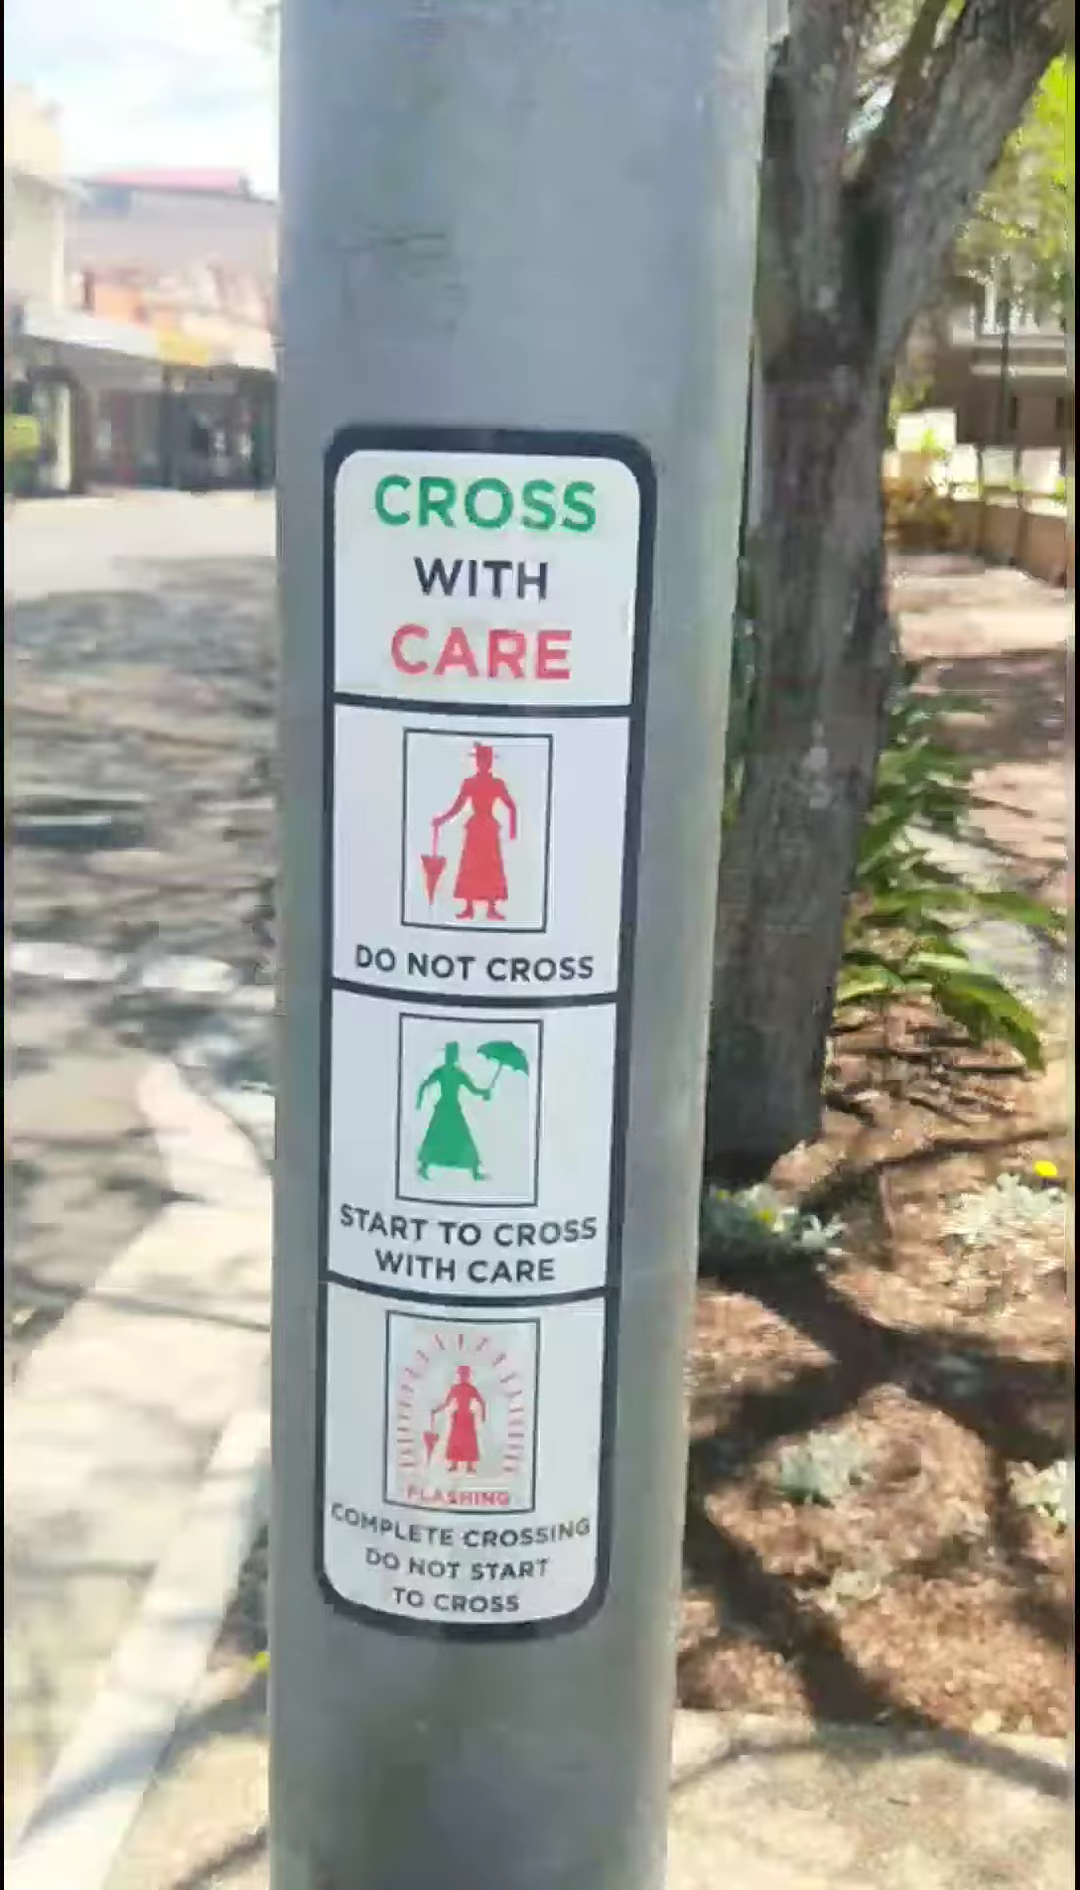 CROSS
WITH
CARE
DO NOT CROSS
START TO CROSS
WITH CARE
FLASHING
COMPLETE CROSSING
DO NOT START
TO CROSS